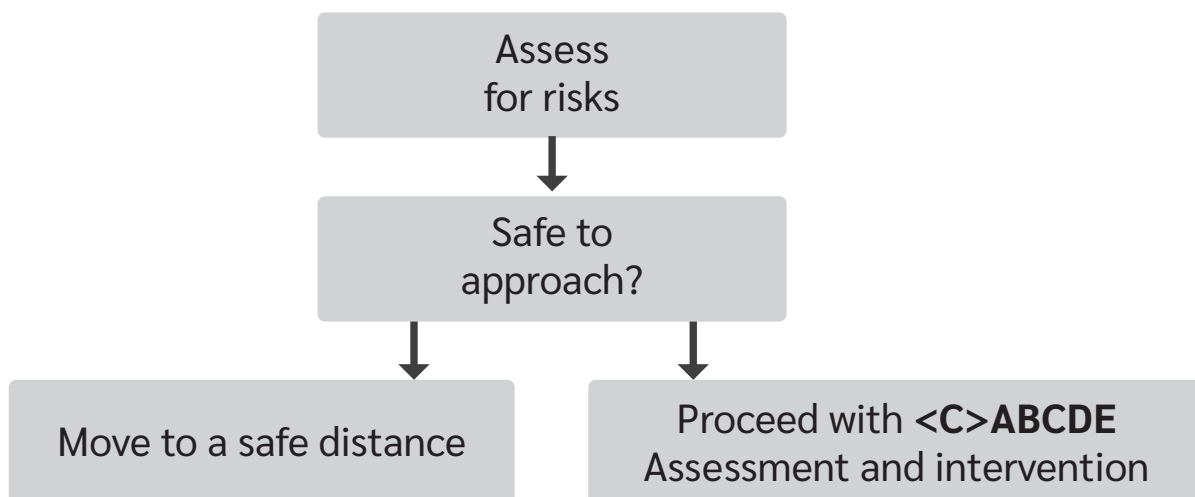 Assess
for risks
Safe to
approach?
Move to a safe distance
Proceed with <C>ABCDE
Assessment and intervention